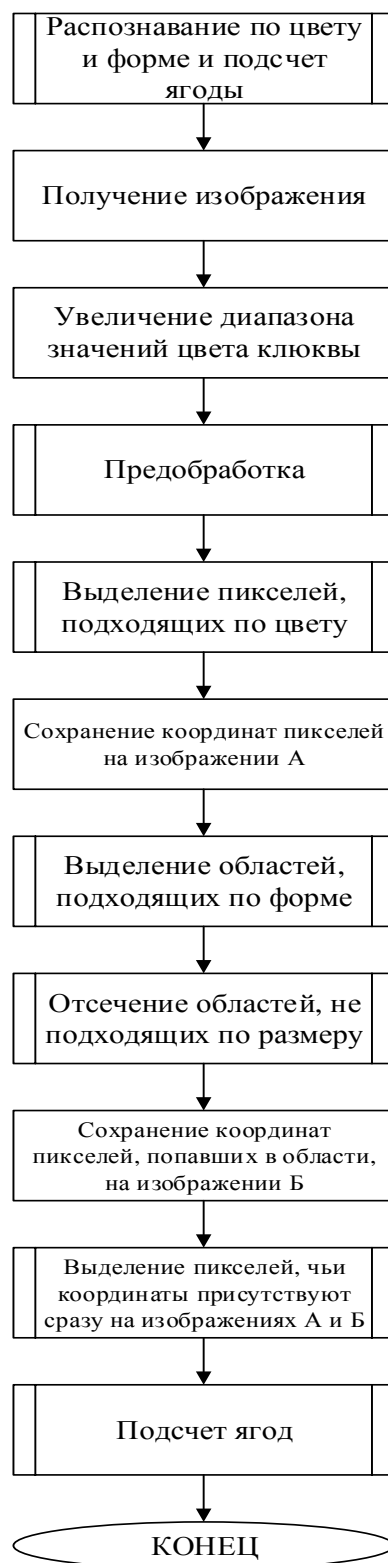 Распознавание по цвету
и форме и подсчет
ягоды
Получение изображения
Увеличение диапазона
значений цвета клюквы
Предобработка
Выделение пикселей,
подходящих по цвету
Сохранение координат пикселей
на изображении А
Выделение областей,
подходящих по форме
Отсечение областей, не
подходящих по размеру
Сохранение координат
пикселей, попавших в области,
на изображении Б
Выделение пикселей, чьи
координаты присутствуют
сразу на изображениях А и Б
Подсчет ягод
КОНЕЦ